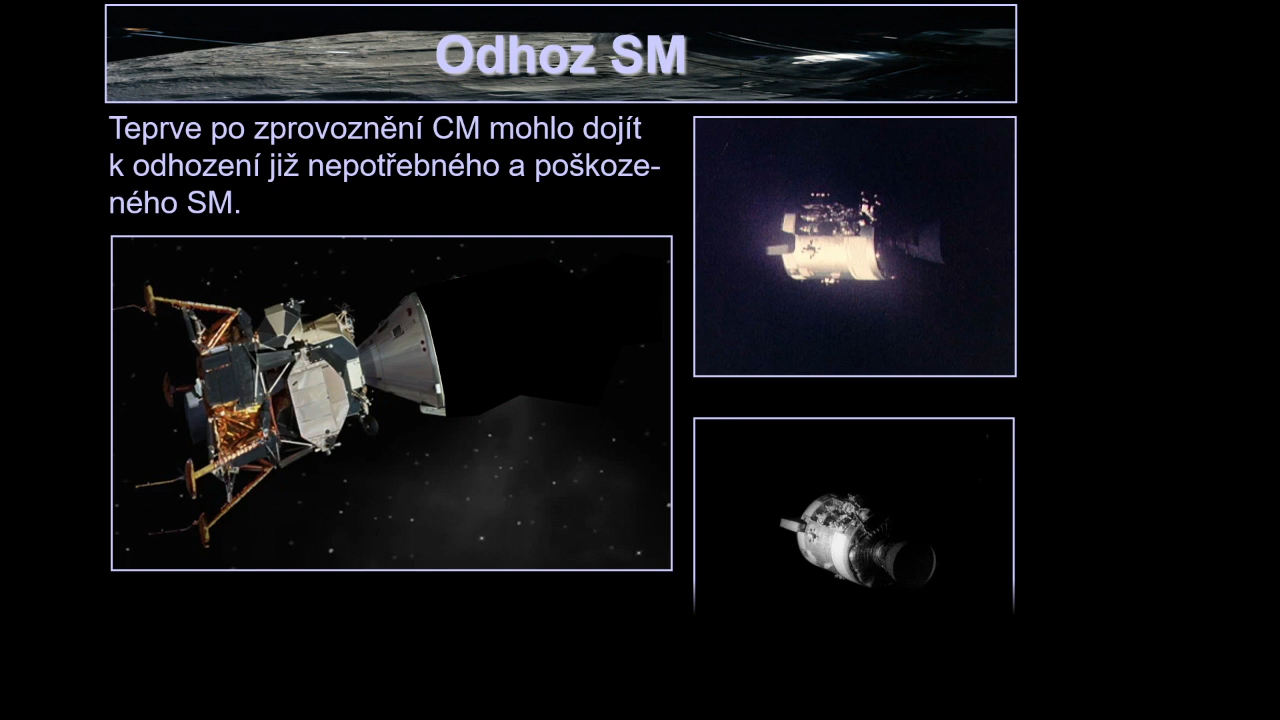 Odhoz SM
Teprve po zprovoznění CM mohlo dojít
k odhození již nepotřebného a poškoze-
ného SM.